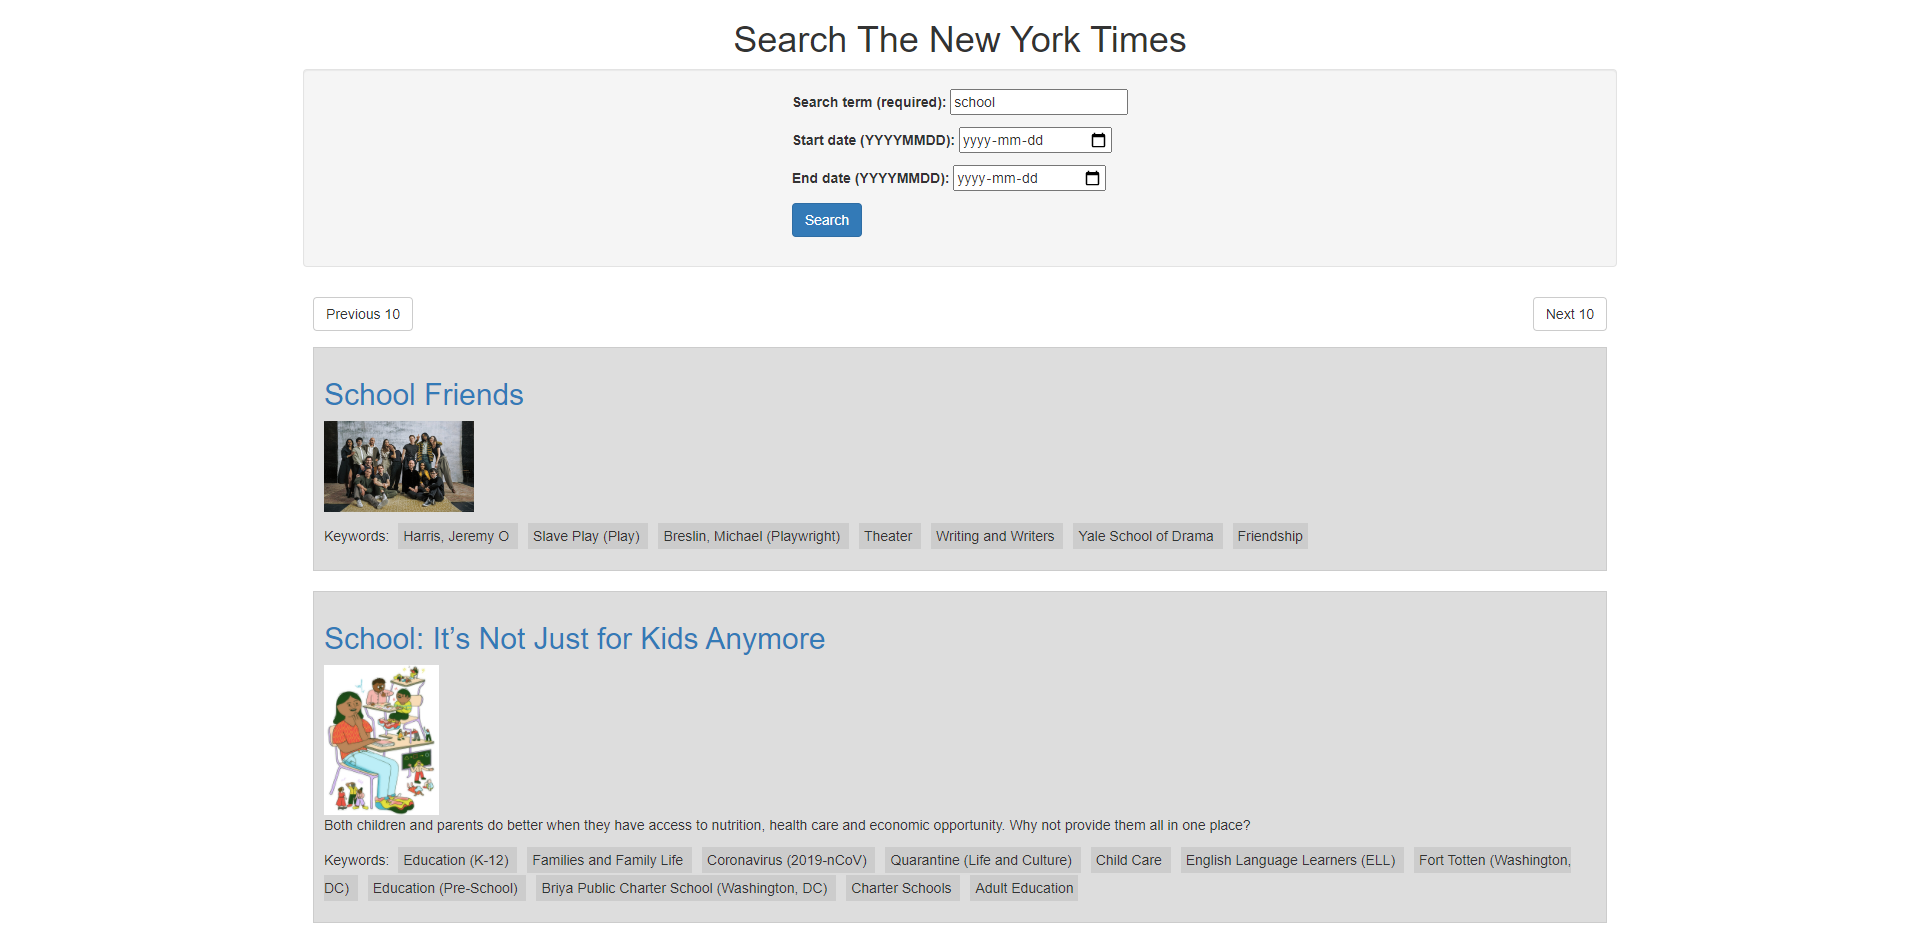 Search The New York Times
Search term (required): school
Start date (YYYYMMDD): yyyy-mm-dd
End date (YYYYMMDD): yyyy-mm-dd
Search
Previous 10
Next 10
School Friends
Keywords: Harris, Jeremy O Slave Play (Play) Breslin, Michael (Playwright) Theater Writing and Writers Yale School of Drama Friendship
School: It’s Not Just for Kids Anymore
Both children and parents do better when they have access to nutrition, health care and economic opportunity. Why not provide them all in one place?
Keywords: Education (K-12) Families and Family Life Coronavirus (2019-nCoV) Quarantine (Life and Culture) Child Care English Language Learners (ELL) Fort Totten (Washington,
DC) Education (Pre-School) Briya Public Charter School (Washington, DC) Charter Schools Adult Education